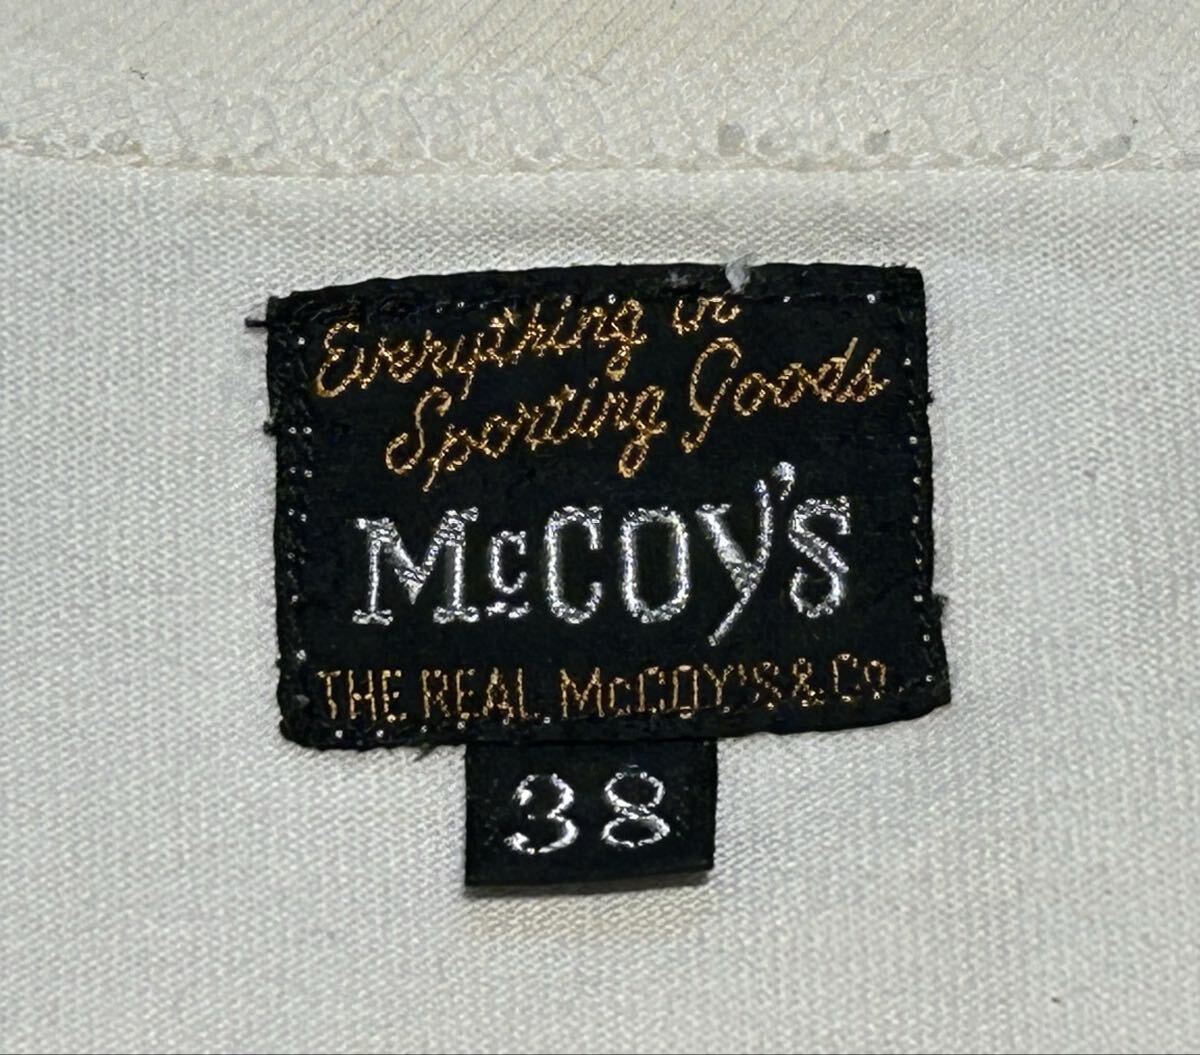 Everything in
Sporting Goods
McCOY'S
THE REAL McCOY'S & Co.
38